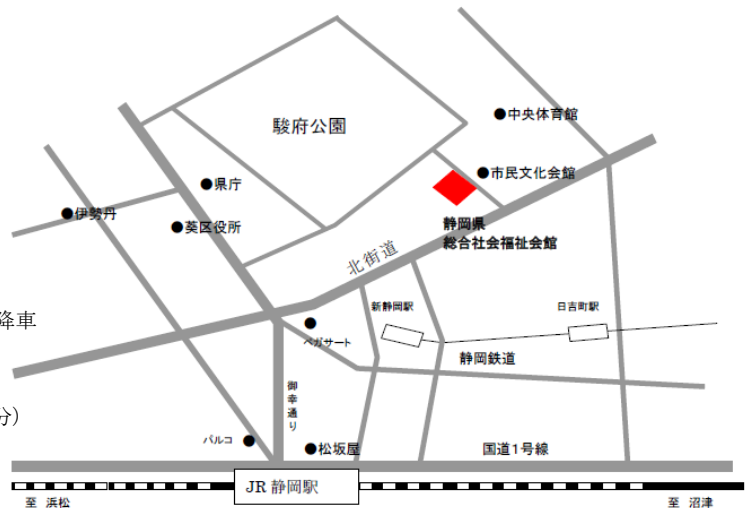 駿府公園
●中央体育館
●市民文化会館
●県庁
●伊勢丹
●葵区役所
静岡県
総合社会福祉会館
北街道
降車
新静岡駅
日吉町駅
ペガサート
静岡鉄道
御幸通り
分)
パルコ ●
●松坂屋
国道1号線
JR 静岡駅
至 浜松
至 沼津